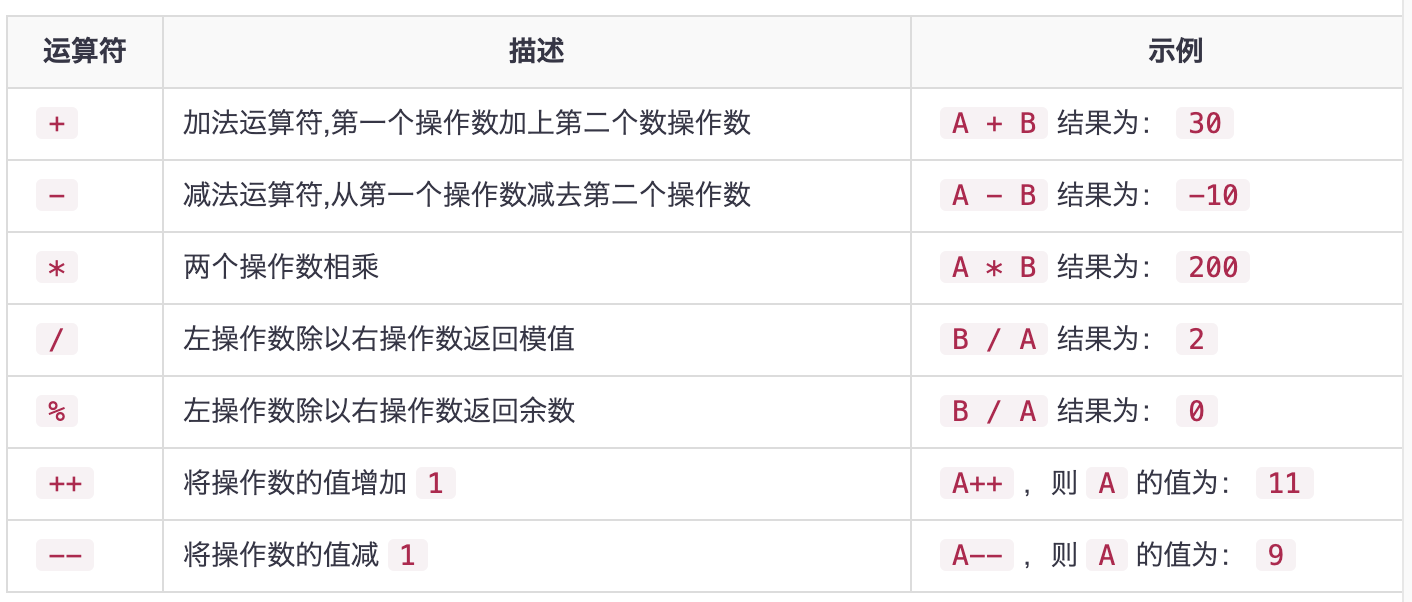 运算符 描述 示例
+ 加法运算符,第一个操作数加上第二个数操作数 A + B 结果为： 30
- 减法运算符,从第一个操作数减去第二个操作数 A - B 结果为： -10
* 两个操作数相乘 A * B 结果为： 200
/ 左操作数除以右操作数返回模值 B / A 结果为： 2
% 左操作数除以右操作数返回余数 B / A 结果为： 0
++ 将操作数的值增加 1 A++ ，则 A 的值为： 11
-- 将操作数的值减 1 A-- ，则 A 的值为： 9